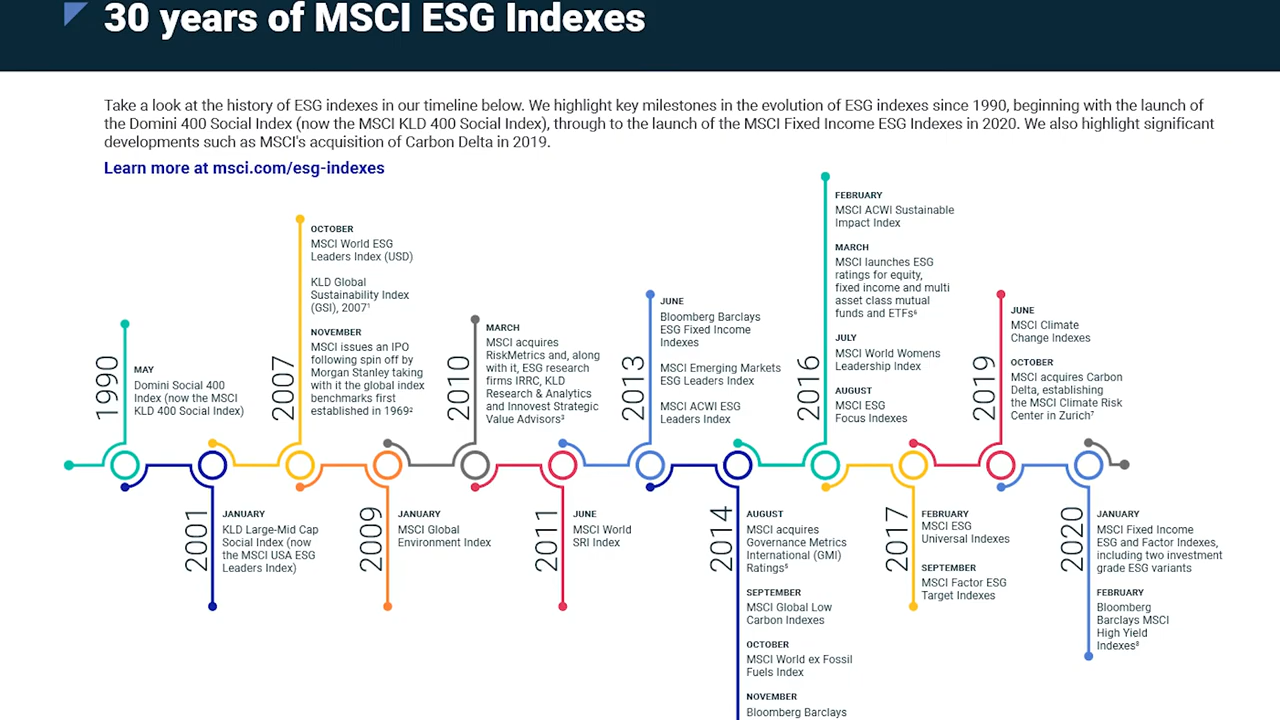 30 years of MSCI ESG Indexes
Take a look at the history of ESG indexes in our timeline below. We highlight key milestones in the evolution of ESG indexes since 1990, beginning with the launch of
the Domini 400 Social Index (now the MSCI KLD 400 Social Index), through to the launch of the MSCI Fixed Income ESG Indexes in 2020. We also highlight significant
developments such as MSCI's acquisition of Carbon Delta in 2019.
Learn more at msci.com/esg-indexes
1990
MAY
Domini Social 400
Index (now the MSCI
KLD 400 Social Index)
2001
JANUARY
KLD Large-Mid Cap
Social Index (now
the MSCI USA ESG
Leaders Index)
2007
OCTOBER
MSCI World ESG
Leaders Index (USD)
KLD Global
Sustainability Index
(GSI), 2007¹
NOVEMBER
MSCI issues an IPO
following spin off by
Morgan Stanley taking
with it the global index
benchmarks first
established in 1969²
2009
JANUARY
MSCI Global
Environment Index
2010
MARCH
MSCI acquires
RiskMetrics and, along
with it, ESG research
firms IRRC, KLD
Research & Analytics
and Innovest Strategic
Value Advisors³
2011
JUNE
MSCI World
SRI Index
2013
JUNE
Bloomberg Barclays
ESG Fixed Income
Indexes
MSCI Emerging Markets
ESG Leaders Index
MSCI ACWI ESG
Leaders Index
2014
AUGUST
MSCI acquires
Governance Metrics
International (GMI)
Ratings⁵
SEPTEMBER
MSCI Global Low
Carbon Indexes
OCTOBER
MSCI World ex Fossil
Fuels Index
NOVEMBER
Bloomberg Barclays
2016
FEBRUARY
MSCI ACWI Sustainable
Impact Index
MARCH
MSCI launches ESG
ratings for equity,
fixed income and multi
asset class mutual
funds and ETFs⁶
JULY
MSCI World Womens
Leadership Index
AUGUST
MSCI ESG
Focus Indexes
2017
FEBRUARY
MSCI ESG
Universal Indexes
SEPTEMBER
MSCI Factor ESG
Target Indexes
2019
JUNE
MSCI Climate
Change Indexes
OCTOBER
MSCI acquires Carbon
Delta, establishing
the MSCI Climate Risk
Center in Zurich⁷
2020
JANUARY
MSCI Fixed Income
ESG and Factor Indexes,
including two investment
grade ESG variants
FEBRUARY
Bloomberg
Barclays MSCI
High Yield
Indexes⁸